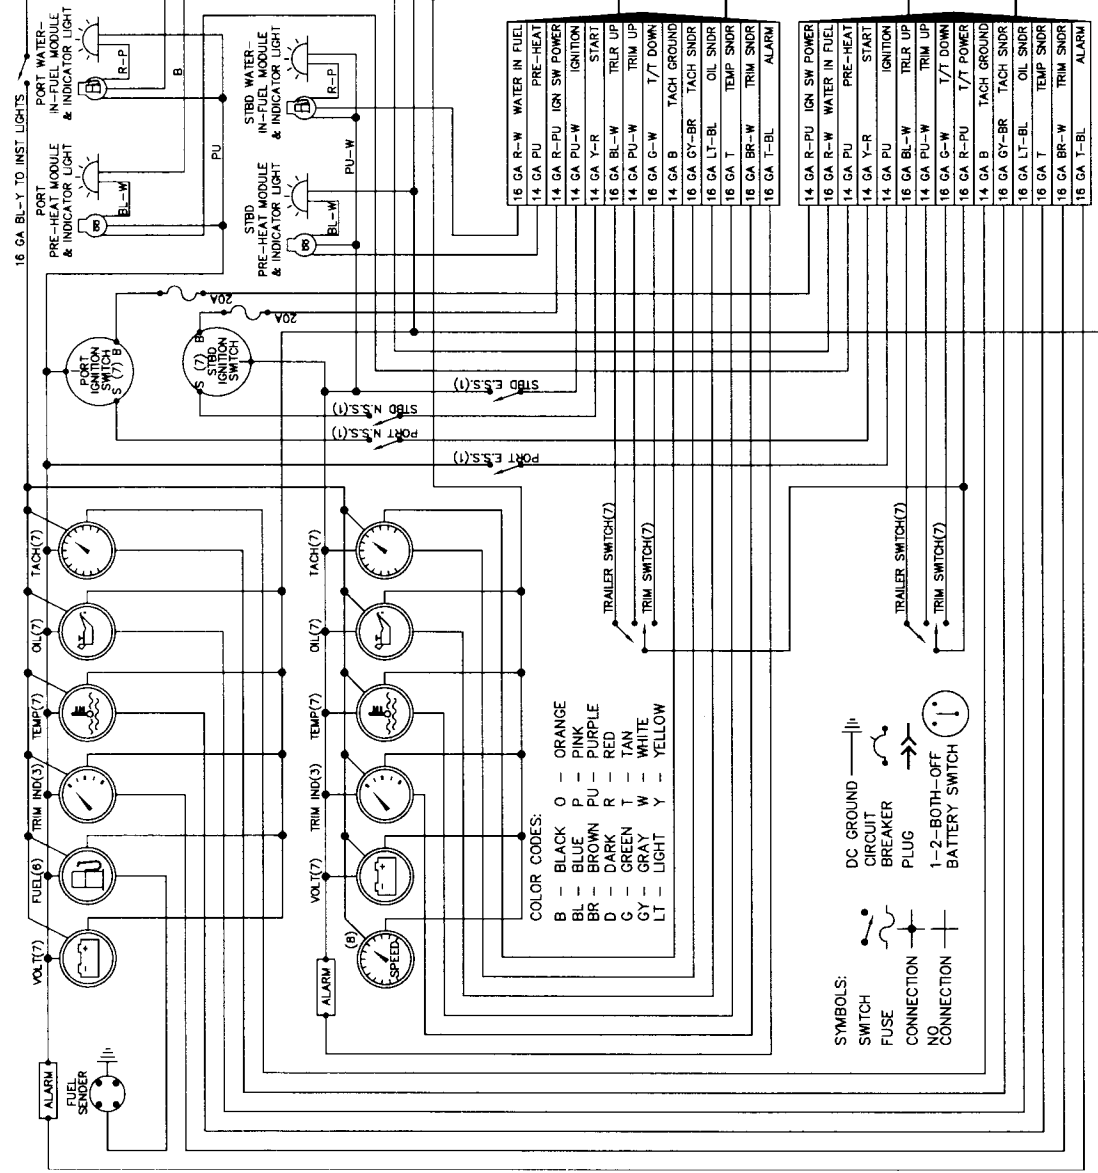 16 GA BL-Y TO INST LIGHTS
PORT WATER-
IN-FUEL MODULE
& INDICATOR LIGHT
R-P
B
PORT
PRE-HEAT MODULE
& INDICATOR LIGHT
BL-W
PU
STBD WATER-
IN-FUEL MODULE
& INDICATOR LIGHT
R-P
PU-W
STBD
PRE-HEAT MODULE
& INDICATOR LIGHT
BL-W
16 GA R-W WATER IN FUEL
14 GA PU PRE-HEAT
14 GA R-PU IGN SW POWER
14 GA PU-W IGNITION
14 GA Y-R START
16 GA BL-W TRLR UP
14 GA PU-W TRIM UP
16 GA G-W T/T DOWN
14 GA B TACH GROUND
16 GA GY-BR TACH SNDR
16 GA LT-BL OIL SNDR
16 GA T TEMP SNDR
16 GA BR-W TRIM SNDR
16 GA T-BL ALARM
14 GA R-PU IGN SW POWER
16 GA R-W WATER IN FUEL
14 GA PU PRE-HEAT
14 GA Y-R START
14 GA PU IGNITION
16 GA BL-W TRLR UP
14 GA PU-W TRIM UP
16 GA G-W T/T DOWN
16 GA R-PU T/T POWER
14 GA B TACH GROUND
16 GA GY-BR TACH SNDR
16 GA LT-BL OIL SNDR
16 GA T TEMP SNDR
16 GA BR-W TRIM SNDR
16 GA T-BL ALARM
20A
20A
PORT
IGNITION
SWITCH
S (7) B
S (7) B
STBD
IGNITION
SWITCH
STBD E.S.S.(1)
STBD N.S.S.(1)
PORT N.S.S.(1)
PORT E.S.S.(1)
TACH(7)
OIL(7)
TEMP(7)
TRIM IND(3)
FUEL(6)
VOLT(7)
ALARM
FUEL
SENDER
TACH(7)
OIL(7)
TEMP(7)
TRIM IND(3)
VOLT(7)
(8)
SPEED
ALARM
TRAILER SWITCH(7)
TRIM SWITCH(7)
TRAILER SWITCH(7)
TRIM SWITCH(7)
COLOR CODES:
B - BLACK O - ORANGE
BL - BLUE P - PINK
BR - BROWN PU - PURPLE
D - DARK R - RED
G - GREEN T - TAN
GY - GRAY W - WHITE
LT - LIGHT Y - YELLOW
SYMBOLS:
SWITCH
FUSE
CONNECTION
NO
CONNECTION
DC GROUND
CIRCUIT
BREAKER
PLUG
1-2-BOTH-OFF
BATTERY SWITCH